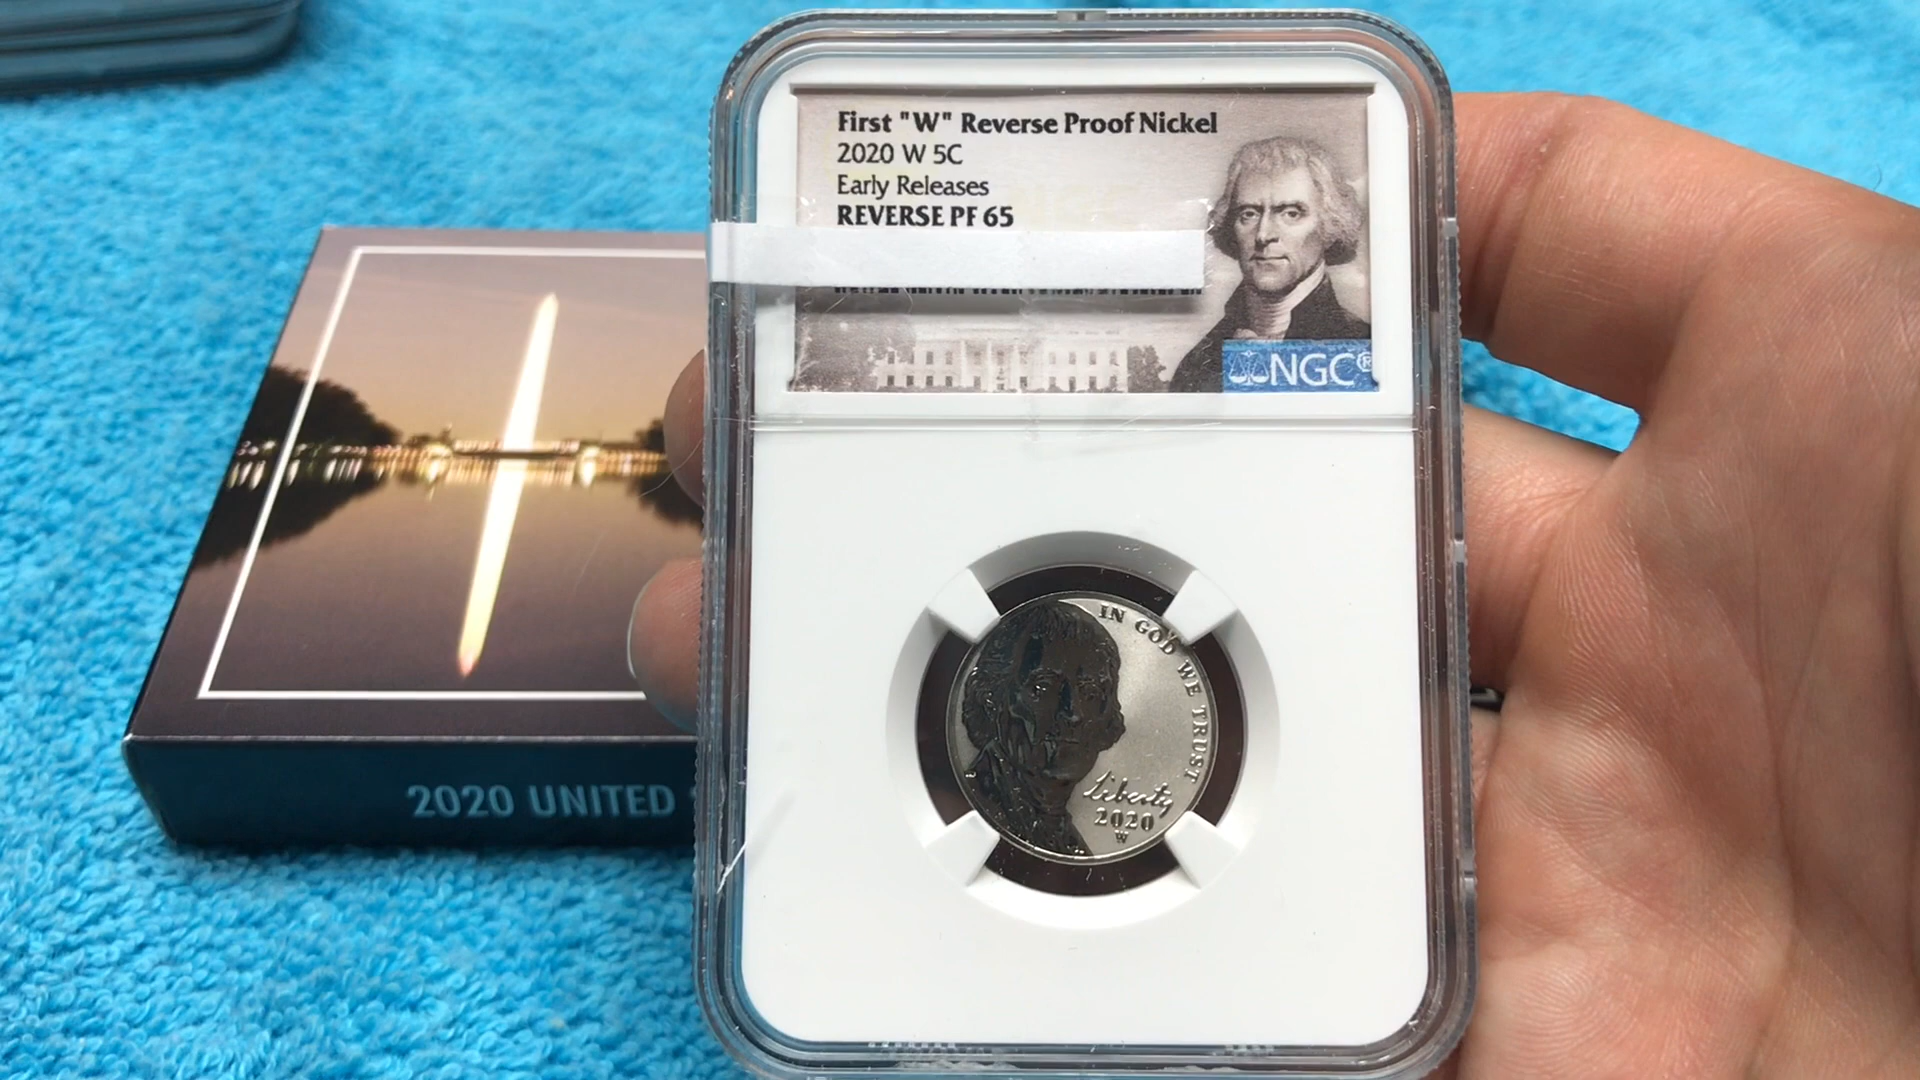 First "W" Reverse Proof Nickel
2020 W 5C
Early Releases
REVERSE PF 65
NGC®
IN GOD WE TRUST
Liberty
2020
W
2020 UNITED